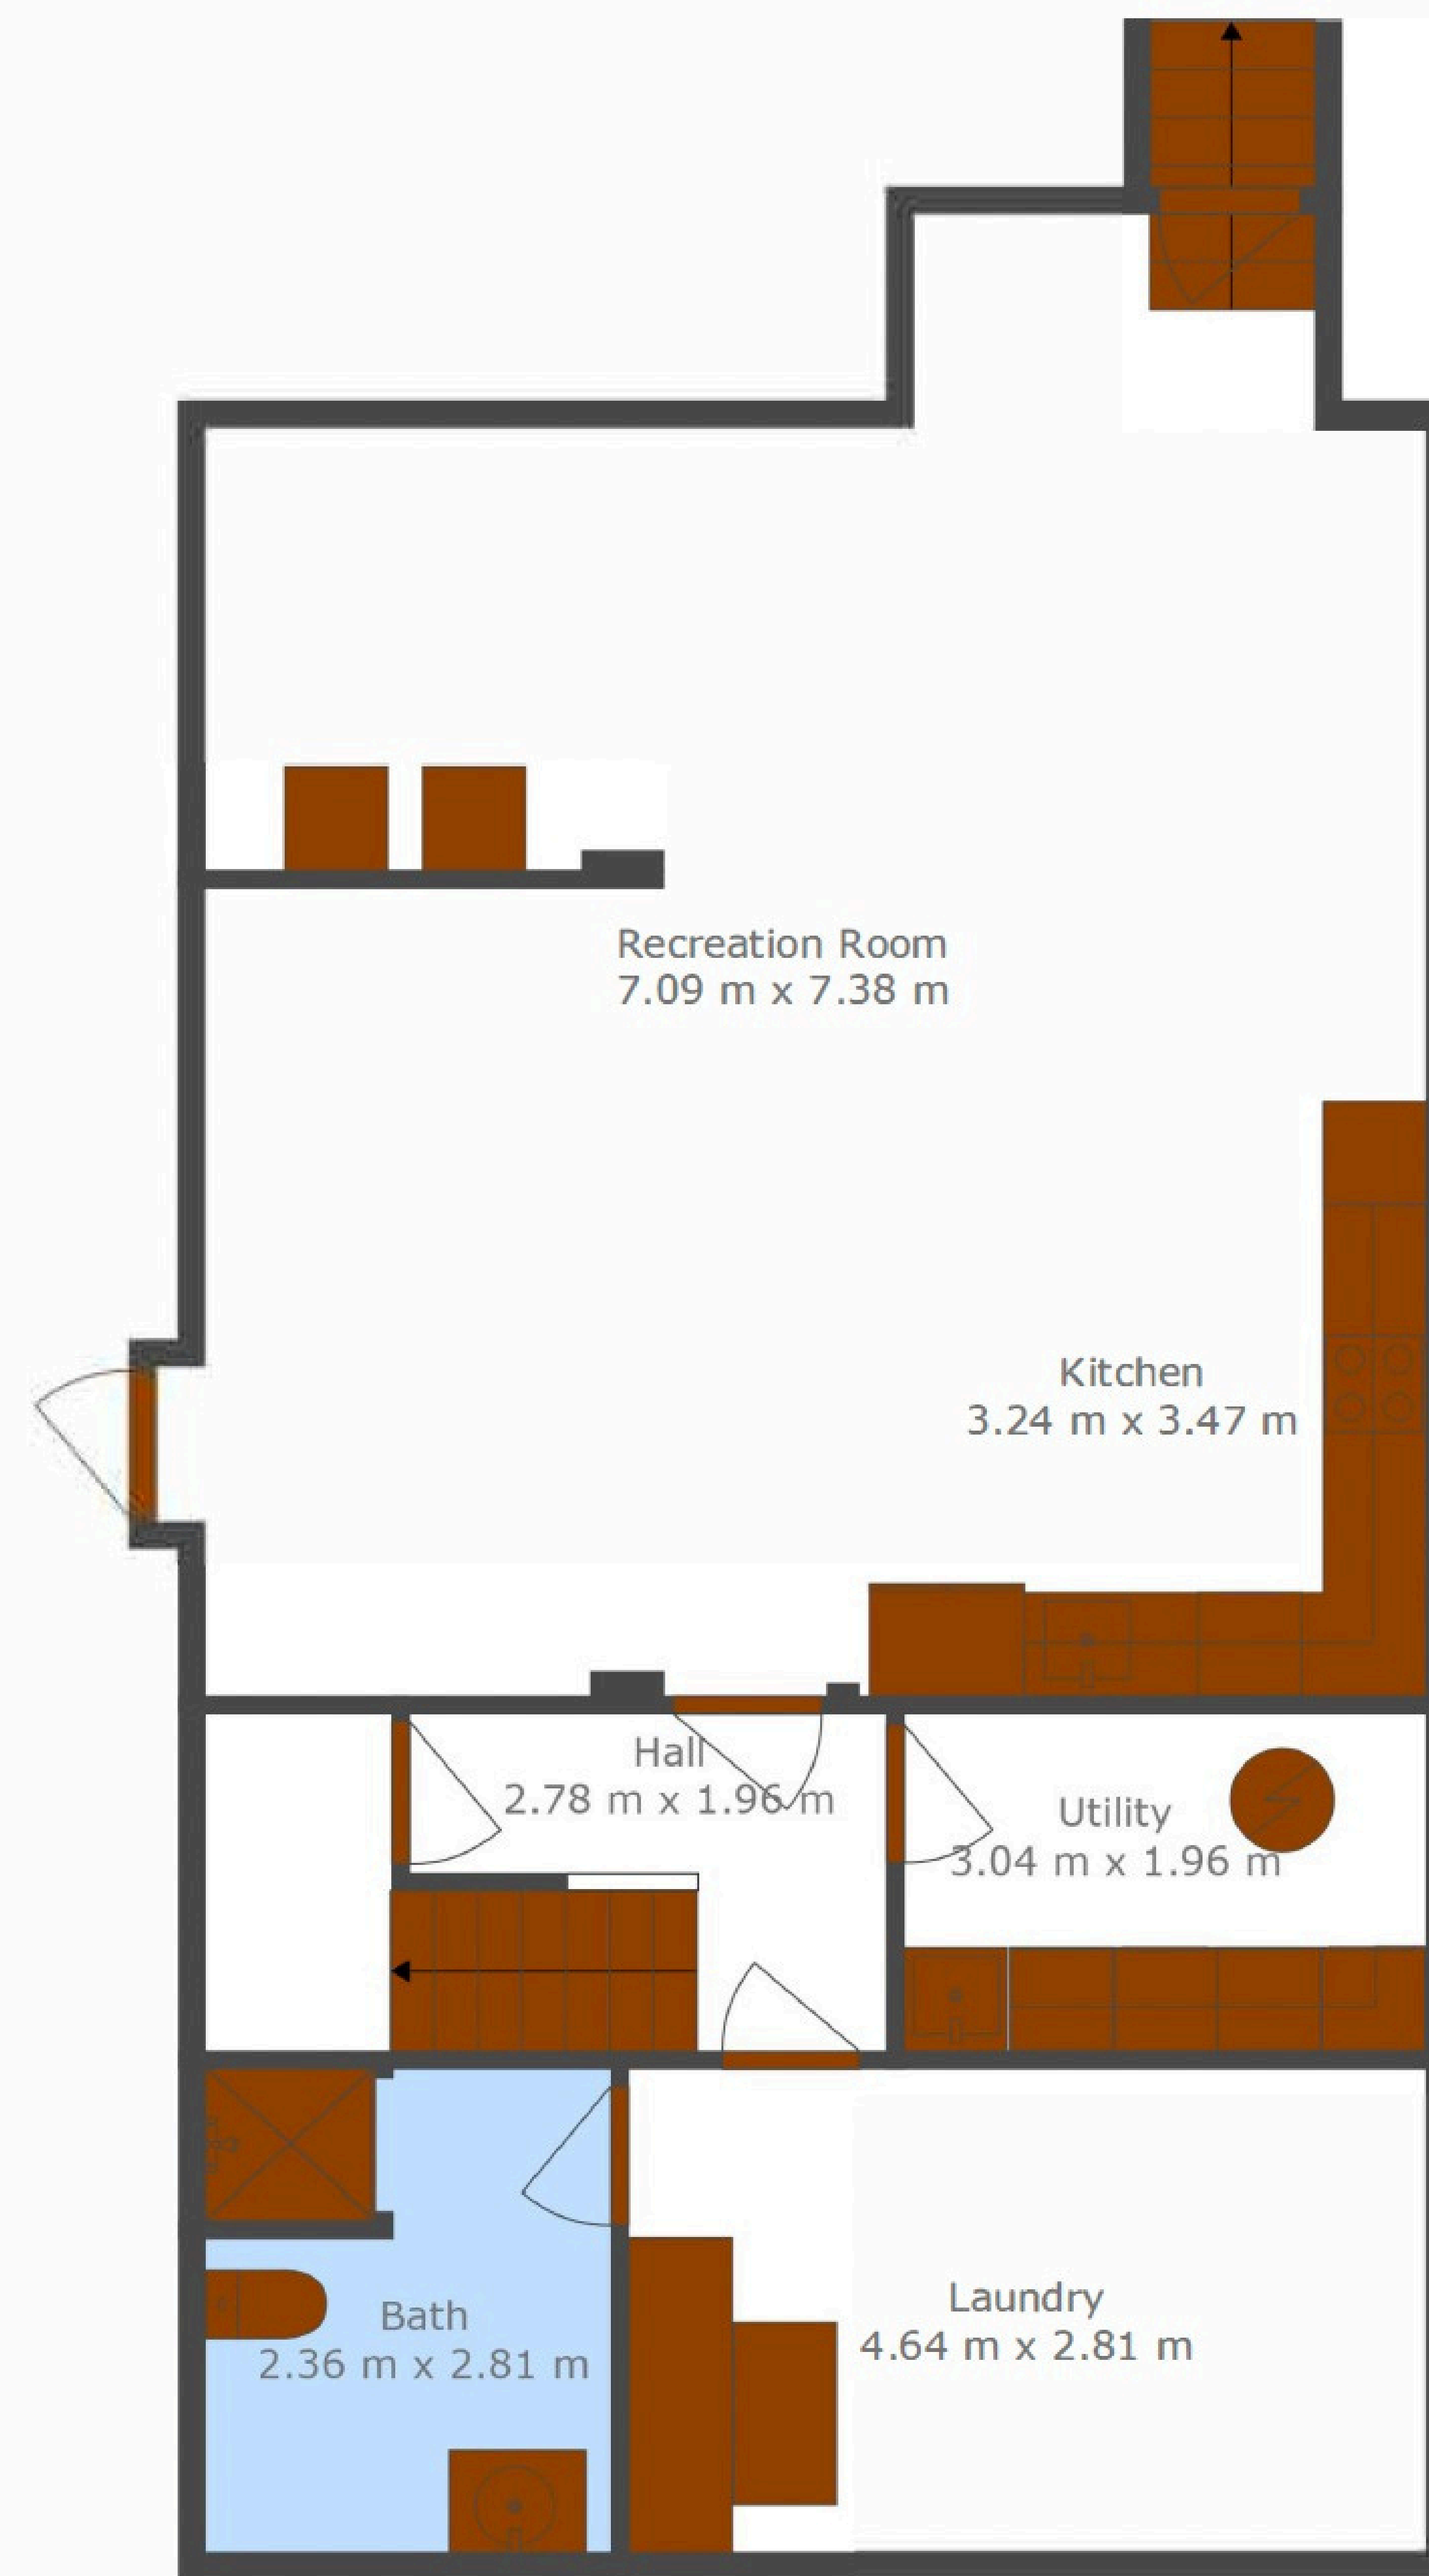 Recreation Room
7.09 m x 7.38 m
Kitchen
3.24 m x 3.47 m
Hall
2.78 m x 1.96 m
Utility
3.04 m x 1.96 m
Laundry
4.64 m x 2.81 m
Bath
2.36 m x 2.81 m